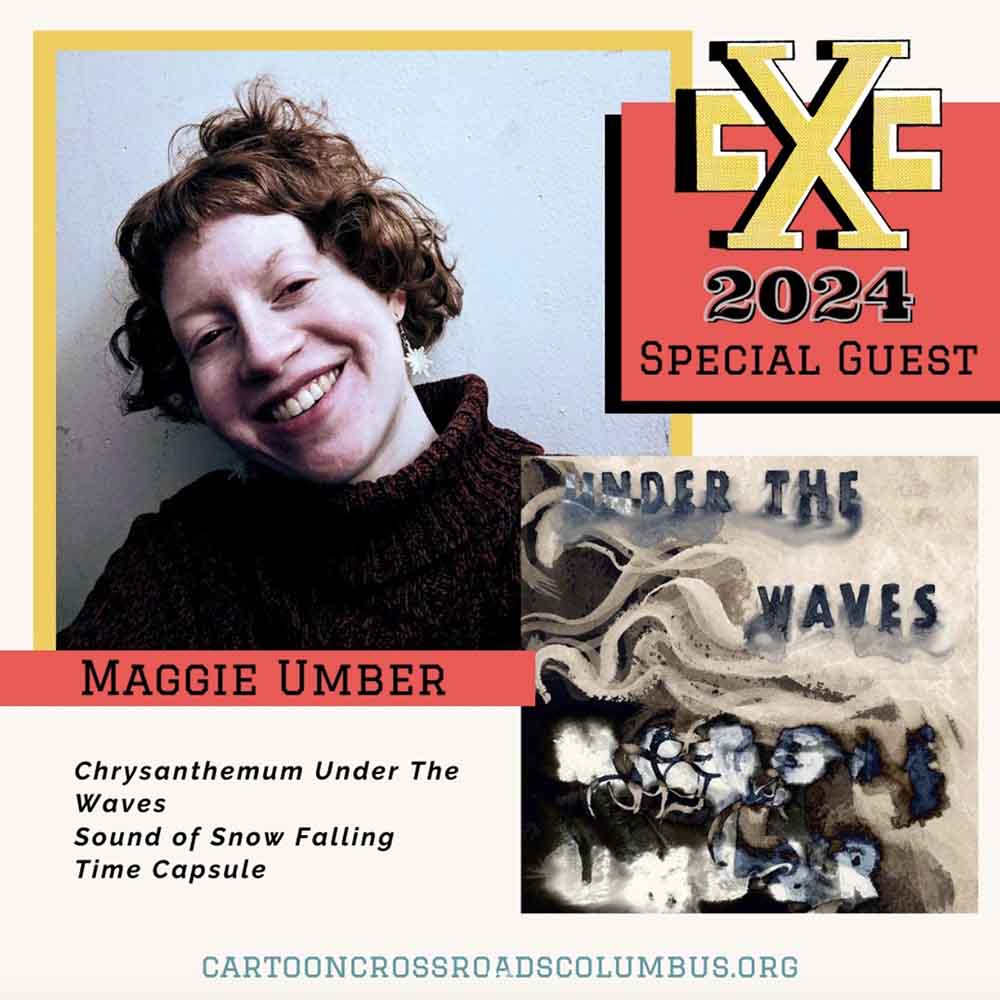 CXC
2024
Special Guest
UNDER THE
WAVES
Maggie Umber
Chrysanthemum Under The
Waves
Sound of Snow Falling
Time Capsule
CARTOONCROSSROADSCOLUMBUS.ORG